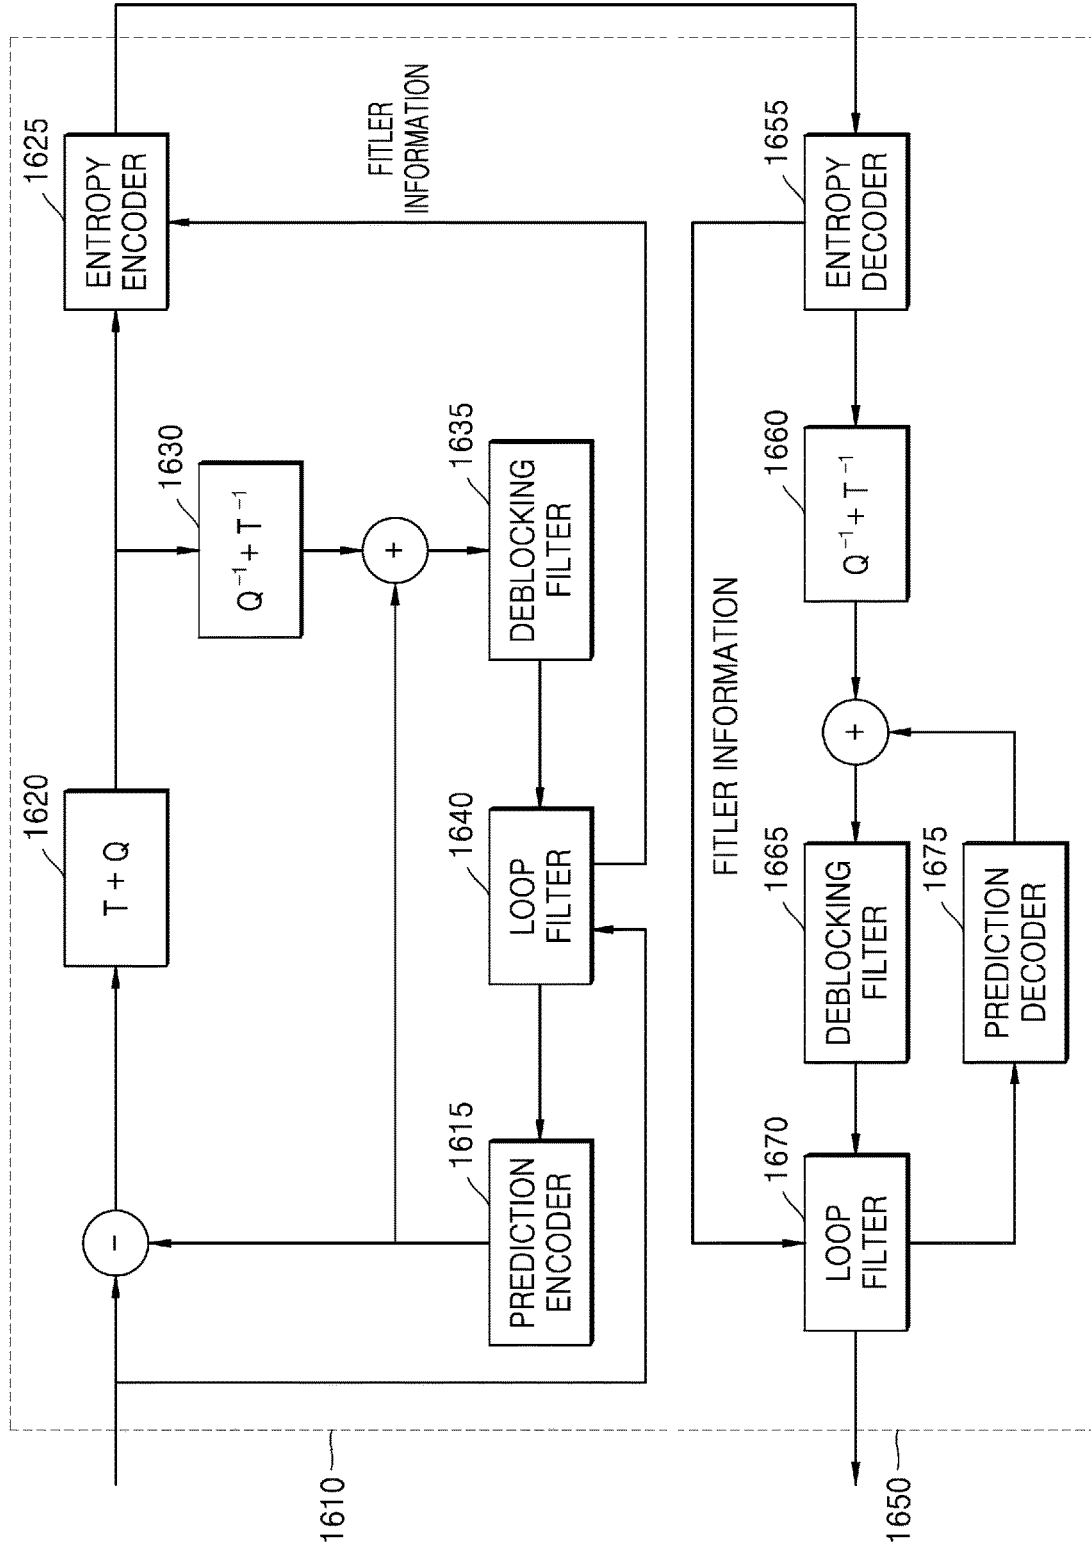 1610
-
1620
T + Q
1625
ENTROPY
ENCODER
1630
Q⁻¹ + T⁻¹
+
FITLER
INFORMATION
1615
PREDICTION
ENCODER
1640
LOOP
FILTER
1635
DEBLOCKING
FILTER
1650
FITLER INFORMATION
1670
LOOP
FILTER
1665
DEBLOCKING
FILTER
+
1660
Q⁻¹ + T⁻¹
1655
ENTROPY
DECODER
1675
PREDICTION
DECODER